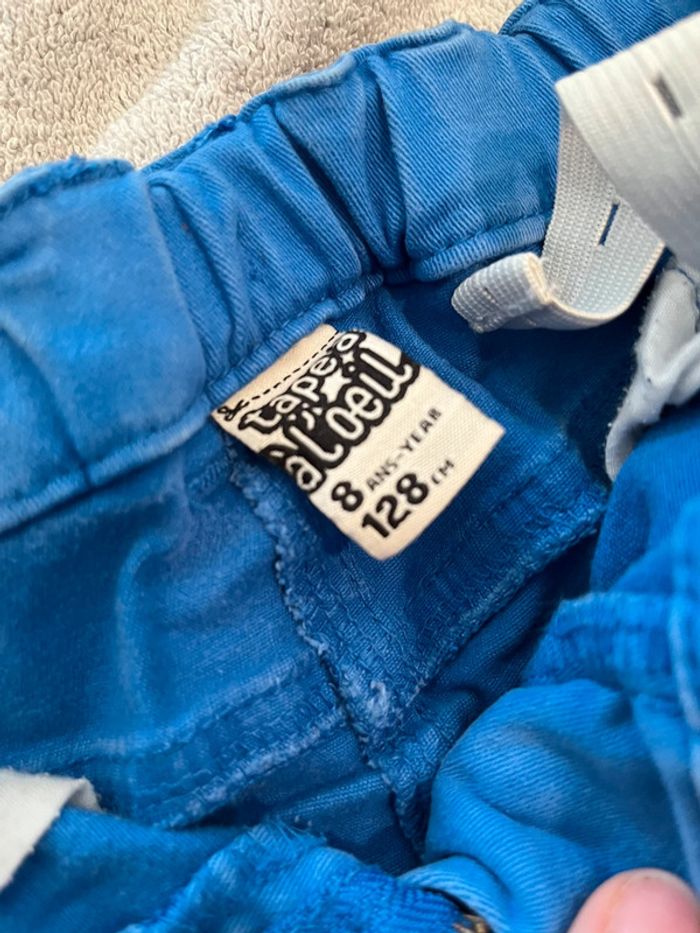 tape à
l'oeil
8 ANS-YEAR
128 CM